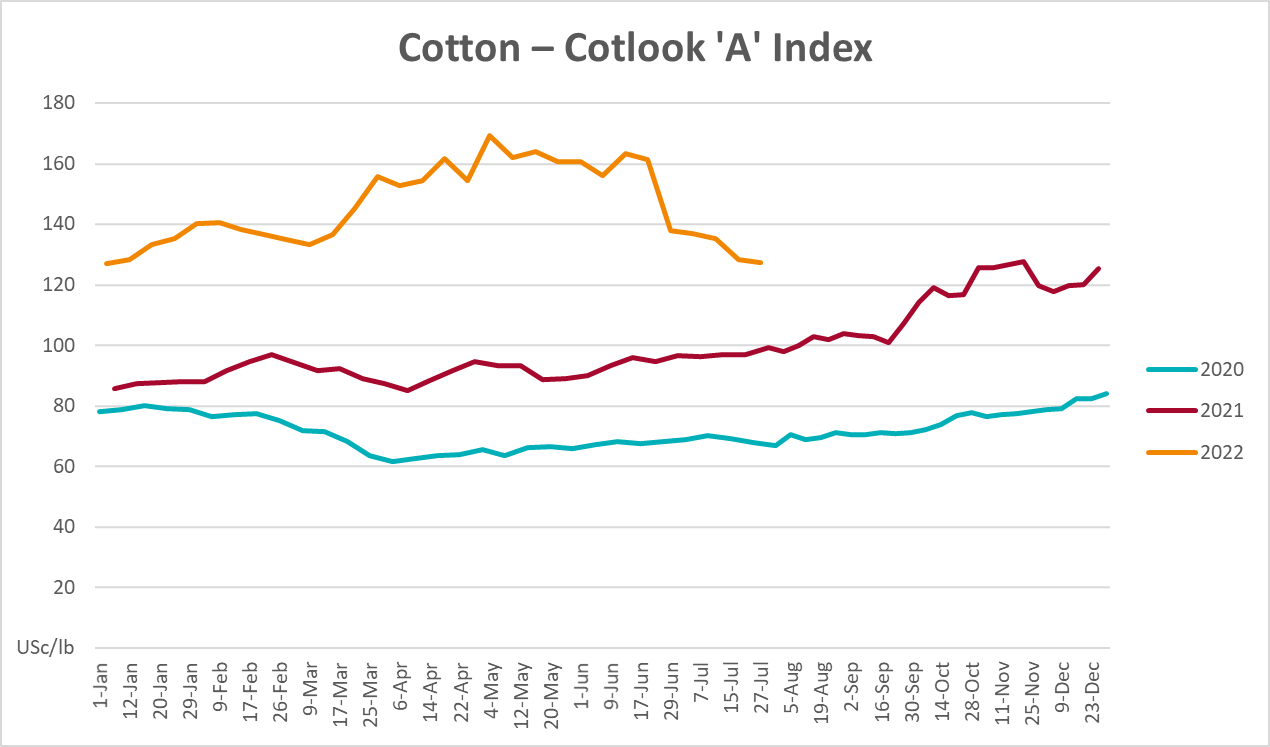 Cotton – Cotlook 'A' Index
180
160
140
120
100
80
60
40
20
USc/lb
1-Jan
12-Jan
20-Jan
29-Jan
9-Feb
17-Feb
26-Feb
9-Mar
17-Mar
25-Mar
6-Apr
14-Apr
22-Apr
4-May
12-May
20-May
1-Jun
9-Jun
17-Jun
29-Jun
7-Jul
15-Jul
27-Jul
5-Aug
19-Aug
2-Sep
16-Sep
30-Sep
14-Oct
28-Oct
11-Nov
25-Nov
9-Dec
23-Dec
2020
2021
2022